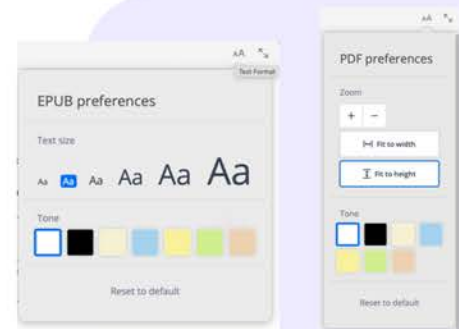 AA
Text Format
EPUB preferences
Text size
Aa Aa Aa Aa Aa Aa
Tone
Reset to default
AA
PDF preferences
Zoom
+ −
Fit to width
Fit to height
Tone
Reset to default